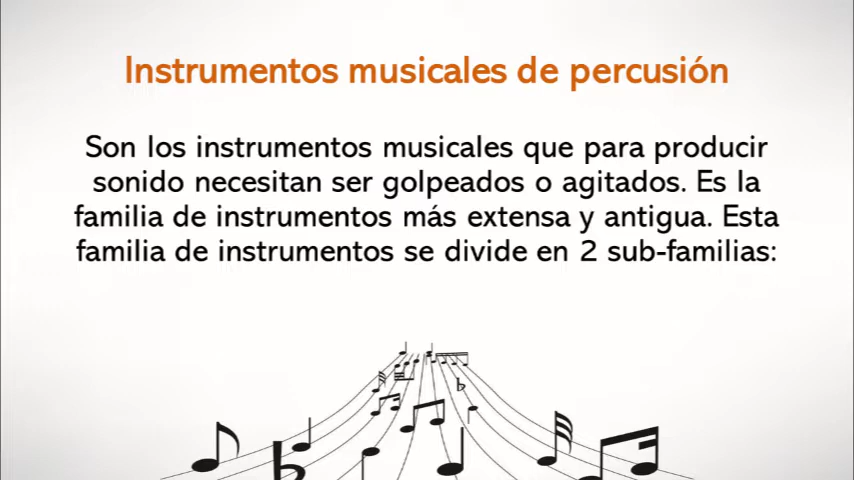 Instrumentos musicales de percusión
Son los instrumentos musicales que para producir
sonido necesitan ser golpeados o agitados. Es la
familia de instrumentos más extensa y antigua. Esta
familia de instrumentos se divide en 2 sub-familias: